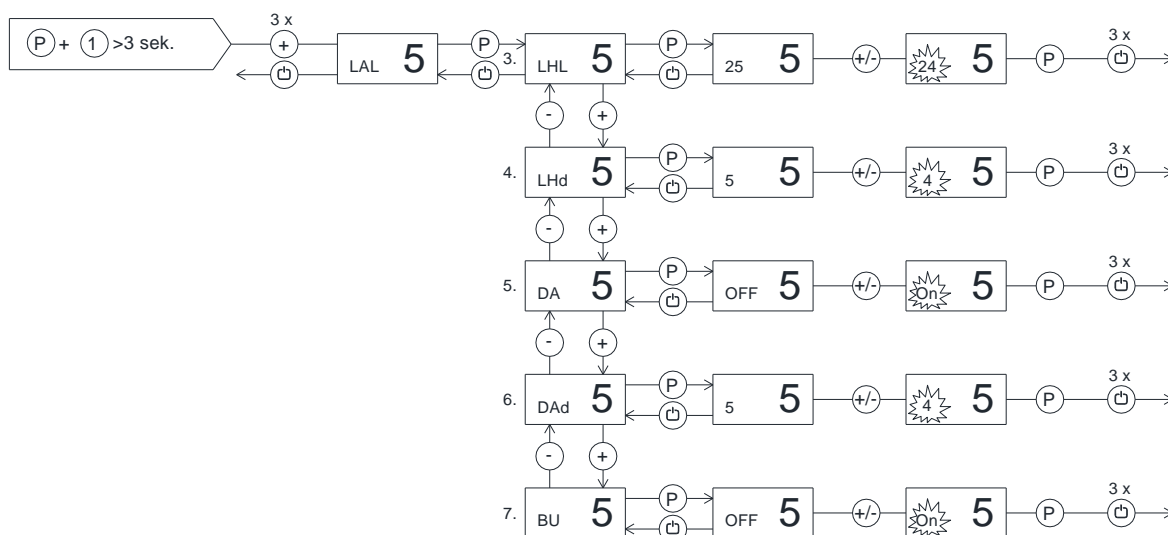 3 x
P + 1 >3 sek. + LAL 5 P 3. LHL 5 P 25 5 +/- 24 5 P 3 x
- +
4. LHd 5 P 5 5 +/- 4 5 P 3 x
- +
5. DA 5 P OFF 5 +/- On 5 P 3 x
- +
6. DAd 5 P 5 5 +/- 4 5 P 3 x
- +
7. BU 5 P OFF 5 +/- On 5 P 3 x